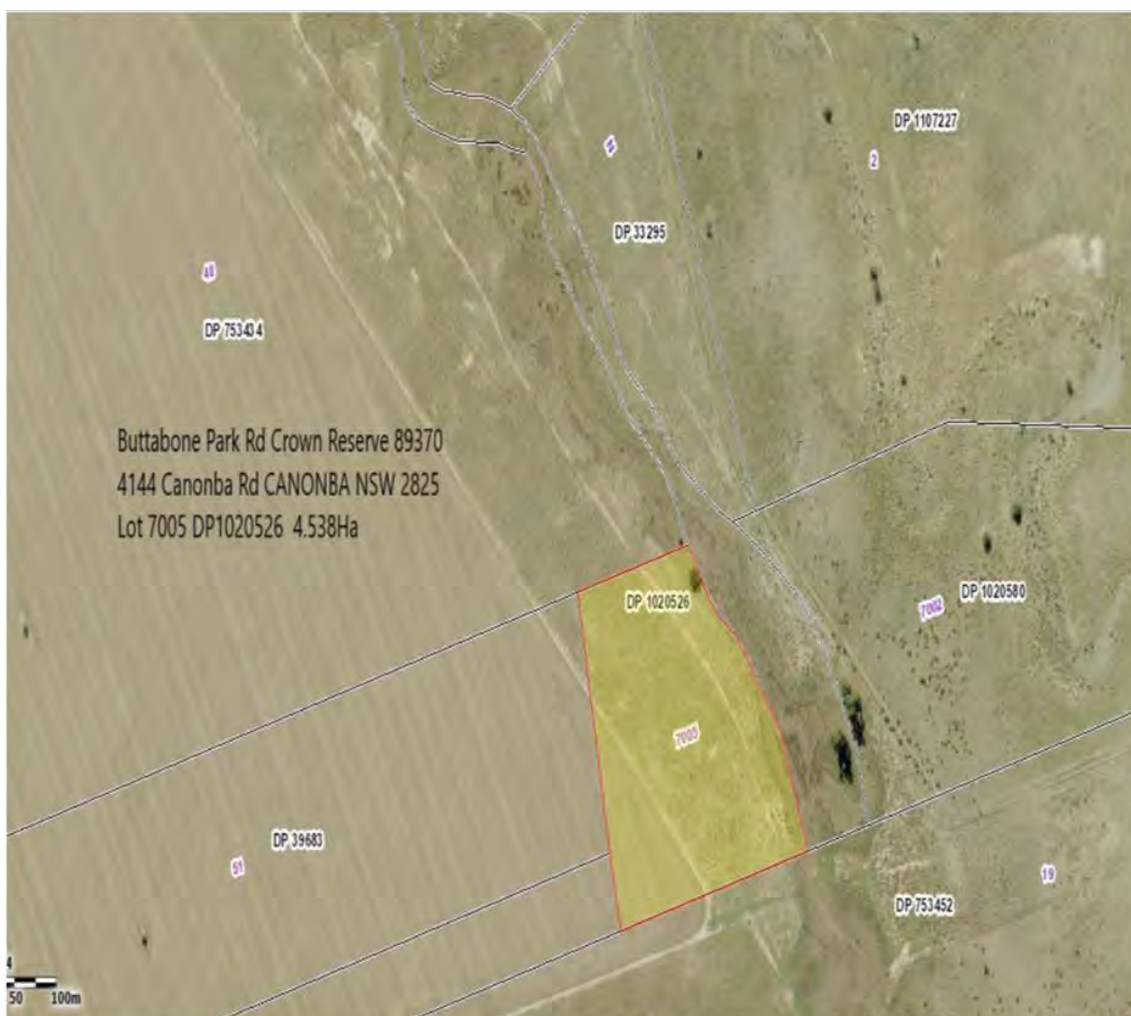 DP 1107227
2
DP 33295
DP 753434
Buttabone Park Rd Crown Reserve 89370
4144 Canonba Rd CANONBA NSW 2825
Lot 7005 DP1020526 4.538Ha
DP 1020526
DP 1020580
7002
7005
DP 39683
51
19
DP 753452
50 100m